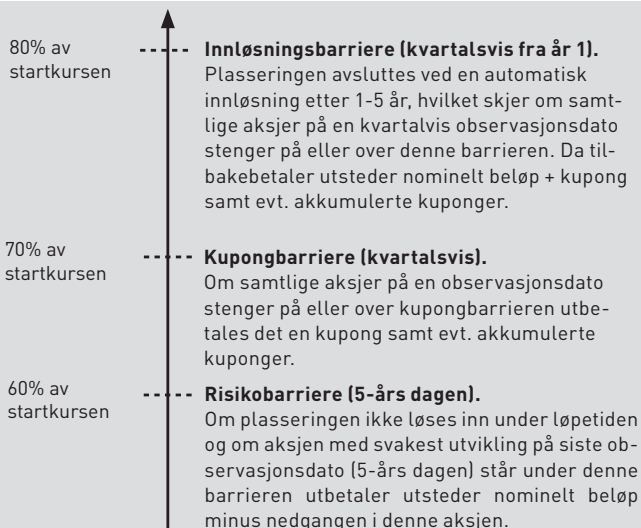 80% av
startkursen
Innløsningsbarriere (kvartalsvis fra år 1).
Plasseringen avsluttes ved en automatisk
innløsning etter 1-5 år, hvilket skjer om samt-
lige aksjer på en kvartalvis observasjonsdato
stenger på eller over denne barrieren. Da til-
bakebetaler utsteder nominelt beløp + kupong
samt evt. akkumulerte kuponger.
70% av
startkursen
Kupongbarriere (kvartalsvis).
Om samtlige aksjer på en observasjonsdato
stenger på eller over kupongbarrieren utbe-
tales det en kupong samt evt. akkumulerte
kuponger.
60% av
startkursen
Risikobarriere (5-års dagen).
Om plasseringen ikke løses inn under løpetiden
og om aksjen med svakest utvikling på siste ob-
servasjonsdato (5-års dagen) står under denne
barrieren utbetaler utsteder nominelt beløp
minus nedgangen i denne aksjen.